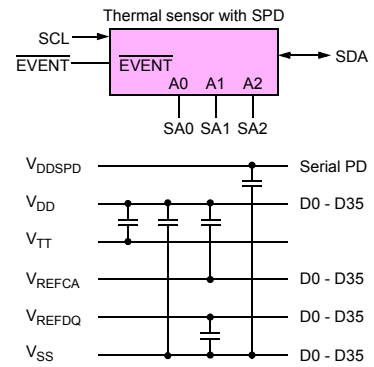 Thermal sensor with SPD
SCL
EVENT EVENT SDA
A0 A1 A2
SA0 SA1 SA2
VDDSPD Serial PD
VDD D0 - D35
VTT
VREFCA D0 - D35
VREFDQ D0 - D35
VSS D0 - D35